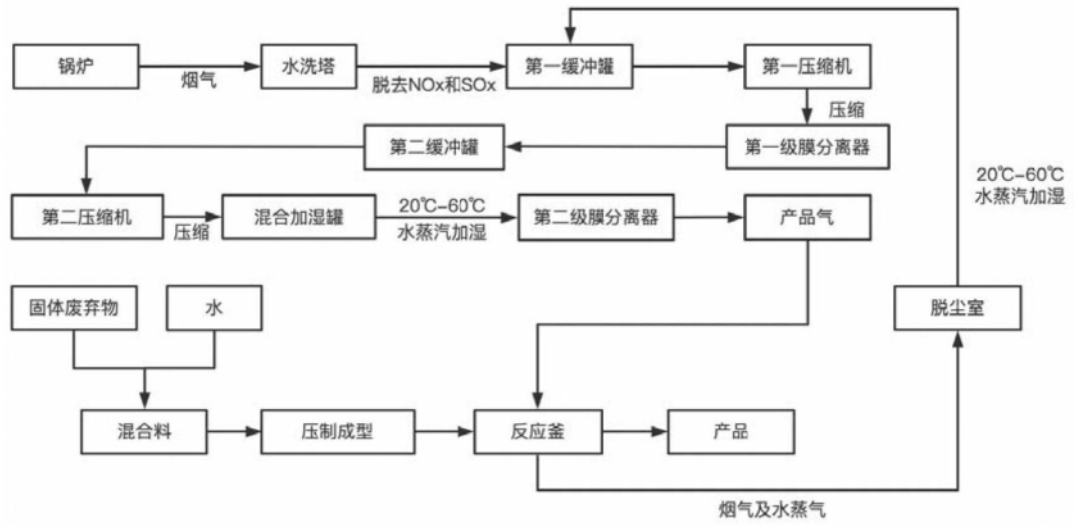 锅炉
烟气
水洗塔
脱去NOx和SOx
第一缓冲罐
第一压缩机
压缩
第二缓冲罐
第一级膜分离器
20℃-60℃
水蒸汽加湿
第二压缩机
压缩
混合加湿罐
20℃-60℃
水蒸汽加湿
第二级膜分离器
产品气
固体废弃物
水
脱尘室
混合料
压制成型
反应釜
产品
烟气及水蒸气